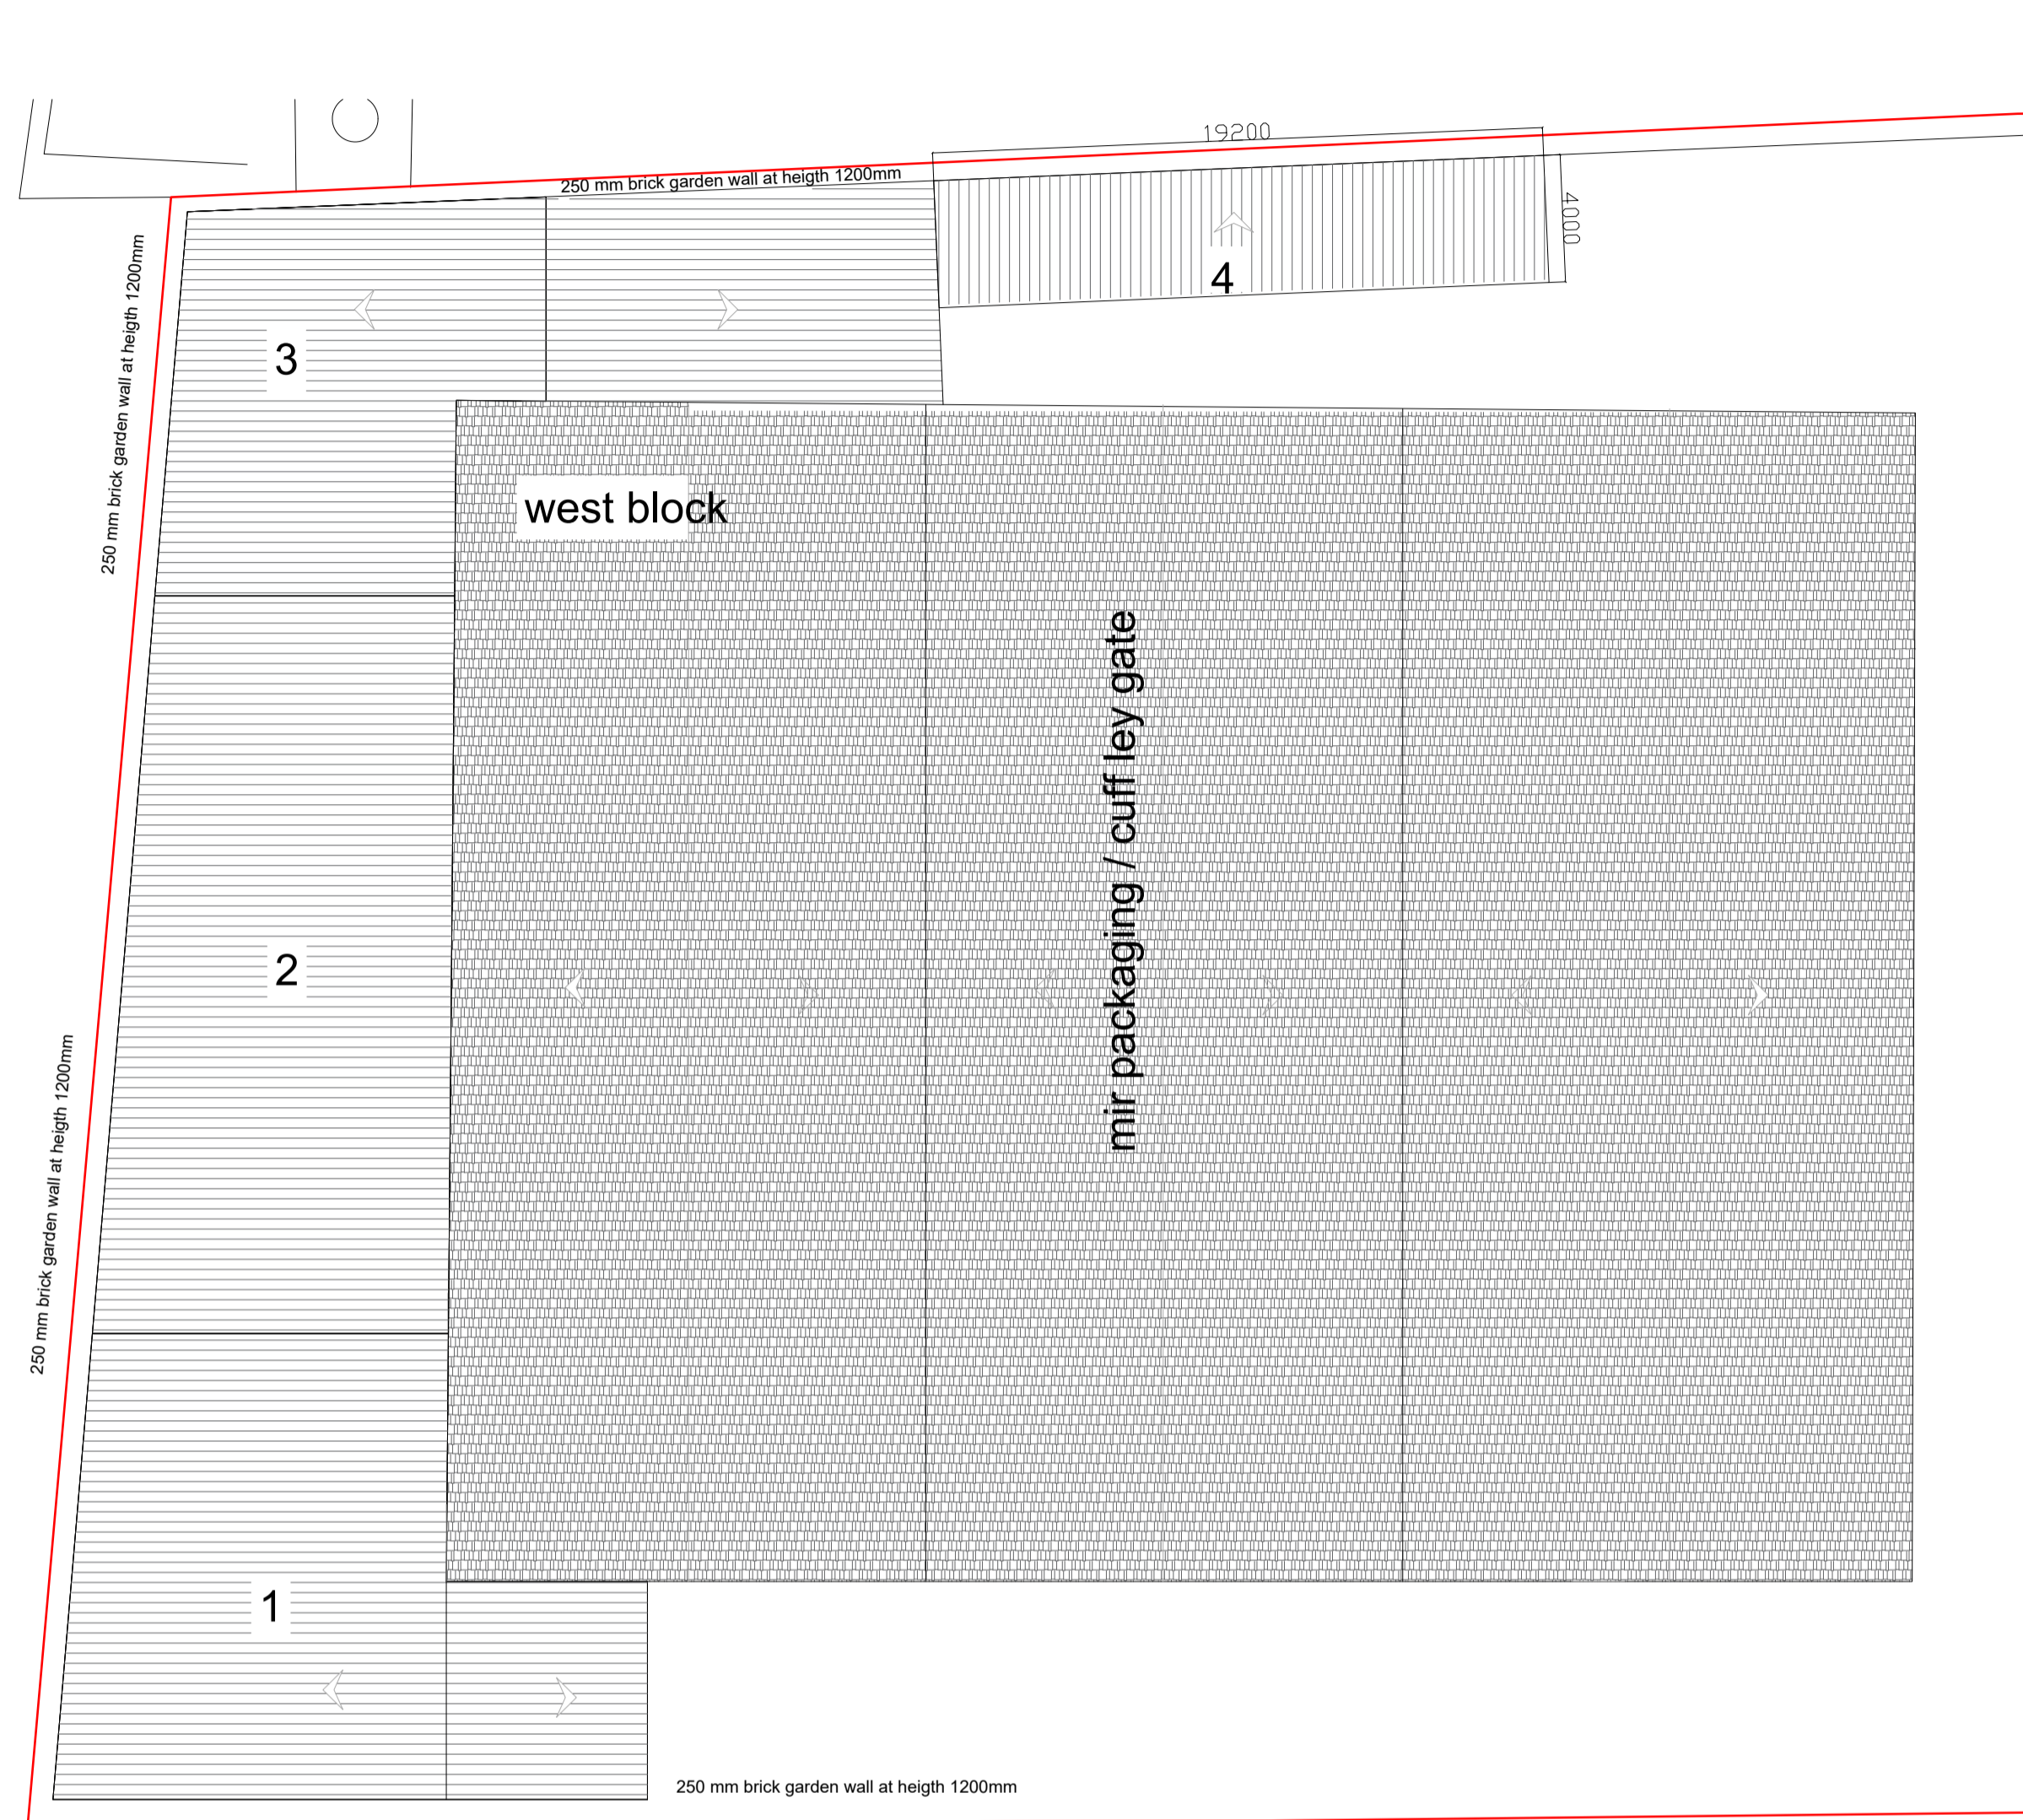 19200
250 mm brick garden wall at heigth 1200mm
4000
250 mm brick garden wall at heigth 1200mm
4
3
west block
mir packaging / cuff ley gate
2
250 mm brick garden wall at heigth 1200mm
1
250 mm brick garden wall at heigth 1200mm